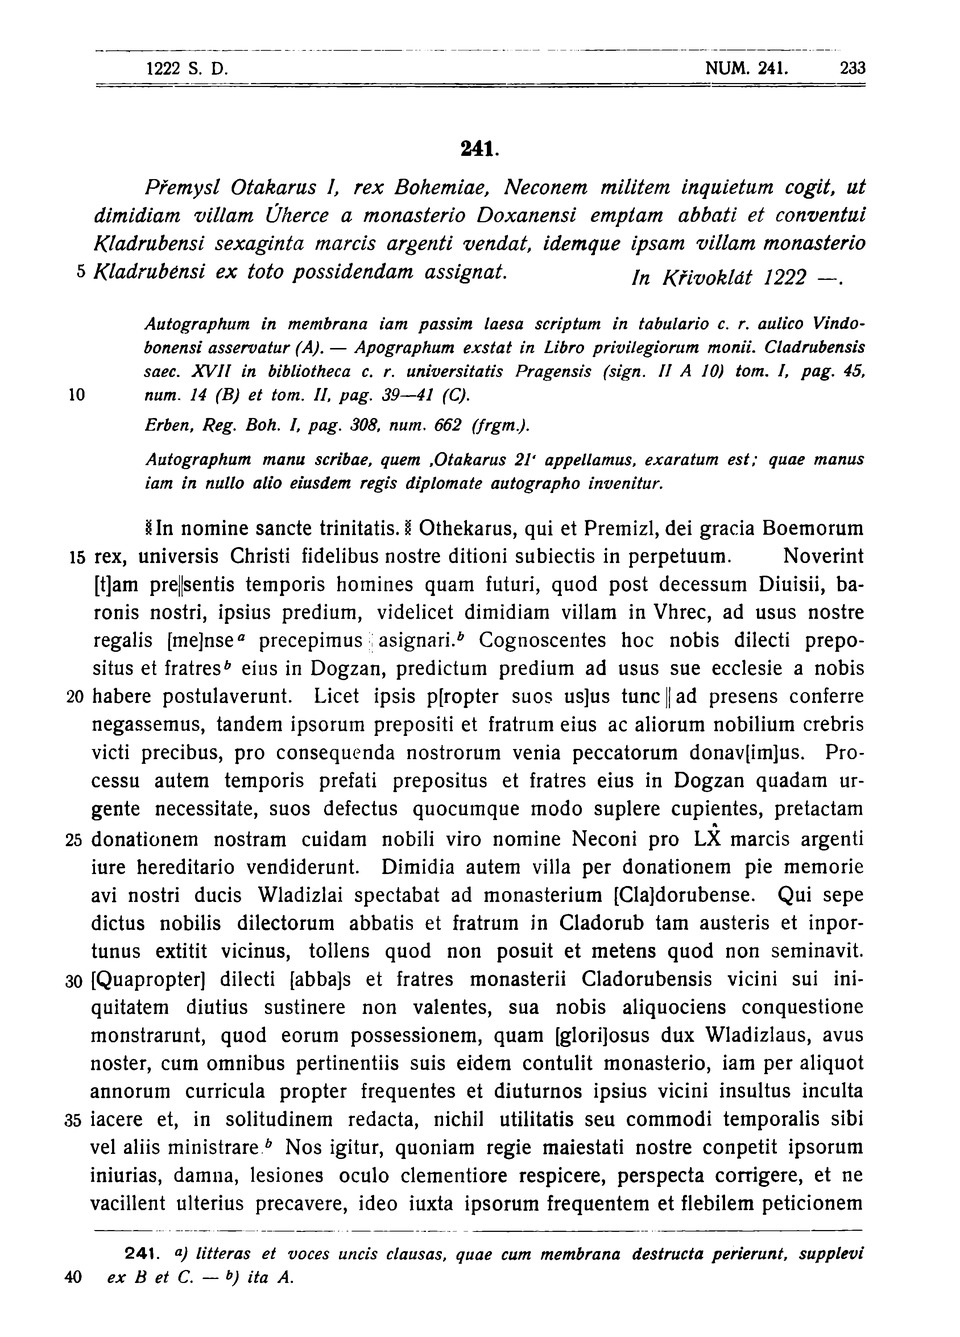 1222 S. D. NUM. 241. 233
241.
Přemysl Otakarus I, rex Bohemiae, Neconem militem inquietum cogit, ut
dimidiam villam Úherce a monasterio Doxanensi emptam abbati et conventui
Kladrubensi sexaginta marcis argenti vendat, idemque ipsam villam monasterio
5 Kladrubensi ex toto possidendam assignat. In Křivoklát 1222 —.
Autographum in membrana iam passim laesa scriptum in tabulario c. r. aulico Vindo-
bonensi asservatur (A). — Apographum exstat in Libro privilegiorum monii. Cladrubensis
saec. XVII in bibliotheca c. r. universitatis Pragensis (sign. II A 10) tom. I, pag. 45,
10 num. 14 (B) et tom. II, pag. 39—41 (C).
Erben, Reg. Boh. I, pag. 308, num. 662 (frgm.).
Autographum manu scribae, quem ‚Otakarus 21‘ appellamus, exaratum est; quae manus
iam in nullo alio eiusdem regis diplomate autographo invenitur.
In nomine sancte trinitatis. Othekarus, qui et Premizl, dei gracia Boemorum
15 rex, universis Christi fidelibus nostre ditioni subiectis in perpetuum. Noverint
[t]am pre||sentis temporis homines quam futuri, quod post decessum Diuisii, ba-
ronis nostri, ipsius predium, videlicet dimidiam villam in Vhrec, ad usus nostre
regalis [me]nse a precepimus asignari. b Cognoscentes hoc nobis dilecti prepo-
situs et fratres b eius in Dogzan, predictum predium ad usus sue ecclesie a nobis
20 habere postulaverunt. Licet ipsis p[ropter suos us]us tunc || ad presens conferre
negassemus, tandem ipsorum prepositi et fratrum eius ac aliorum nobilium crebris
victi precibus, pro consequenda nostrorum venia peccatorum donav[im]us. Pro-
cessu autem temporis prefati prepositus et fratres eius in Dogzan quadam ur-
gente necessitate, suos defectus quocumque modo suplere cupientes, pretactam
25 donationem nostram cuidam nobili viro nomine Neconi pro LX̂ marcis argenti
iure hereditario vendiderunt. Dimidia autem villa per donationem pie memorie
avi nostri ducis Wladizlai spectabat ad monasterium [Cla]dorubense. Qui sepe
dictus nobilis dilectorum abbatis et fratrum in Cladorub tam austeris et inpor-
tunus extitit vicinus, tollens quod non posuit et metens quod non seminavit.
30 [Quapropter] dilecti [abba]s et fratres monasterii Cladorubensis vicini sui ini-
quitatem diutius sustinere non valentes, sua nobis aliquociens conquestione
monstrarunt, quod eorum possessionem, quam [glori]osus dux Wladizlaus, avus
noster, cum omnibus pertinentiis suis eidem contulit monasterio, iam per aliquot
annorum curricula propter frequentes et diuturnos ipsius vicini insultus inculta
35 iacere et, in solitudinem redacta, nichil utilitatis seu commodi temporalis sibi
vel aliis ministrare. b Nos igitur, quoniam regie maiestati nostre conpetit ipsorum
iniurias, damna, lesiones oculo clementiore respicere, perspecta corrigere, et ne
vacillent ulterius precavere, ideo iuxta ipsorum frequentem et flebilem peticionem
241. a) litteras et voces uncis clausas, quae cum membrana destructa perierunt, supplevi
40 ex B et C. — b) ita A.